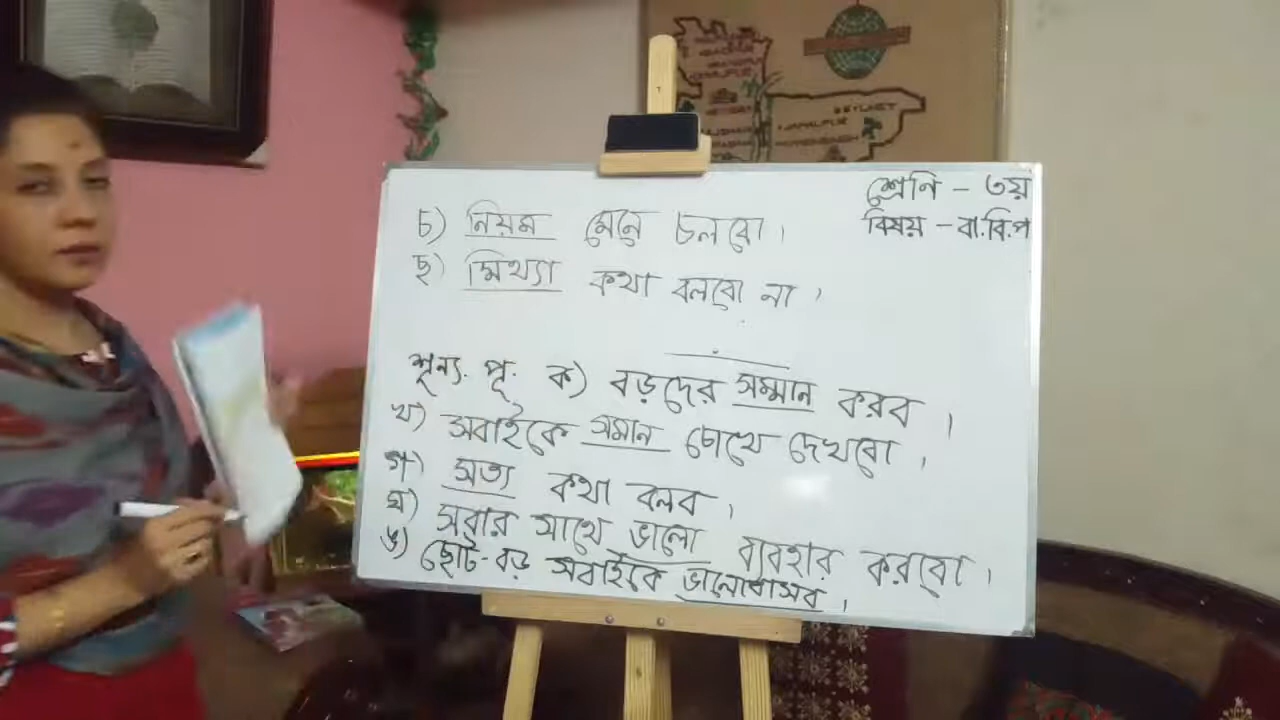 শ্রেণি - ৩য়
বিষয় - বা.বি.প
চ) নিয়ম মেনে চলবো।
ছ) মিথ্যা কথা বলবো না।
শূন্য. পূ. ক) বড়দের সম্মান করব।
খ) সবাইকে সমান চোখে দেখবো।
গ) সত্য কথা বলব।
ঘ) সবার সাথে ভালো ব্যবহার করবো।
ঙ) ছোট-বড় সবাইকে ভালোবাসব।